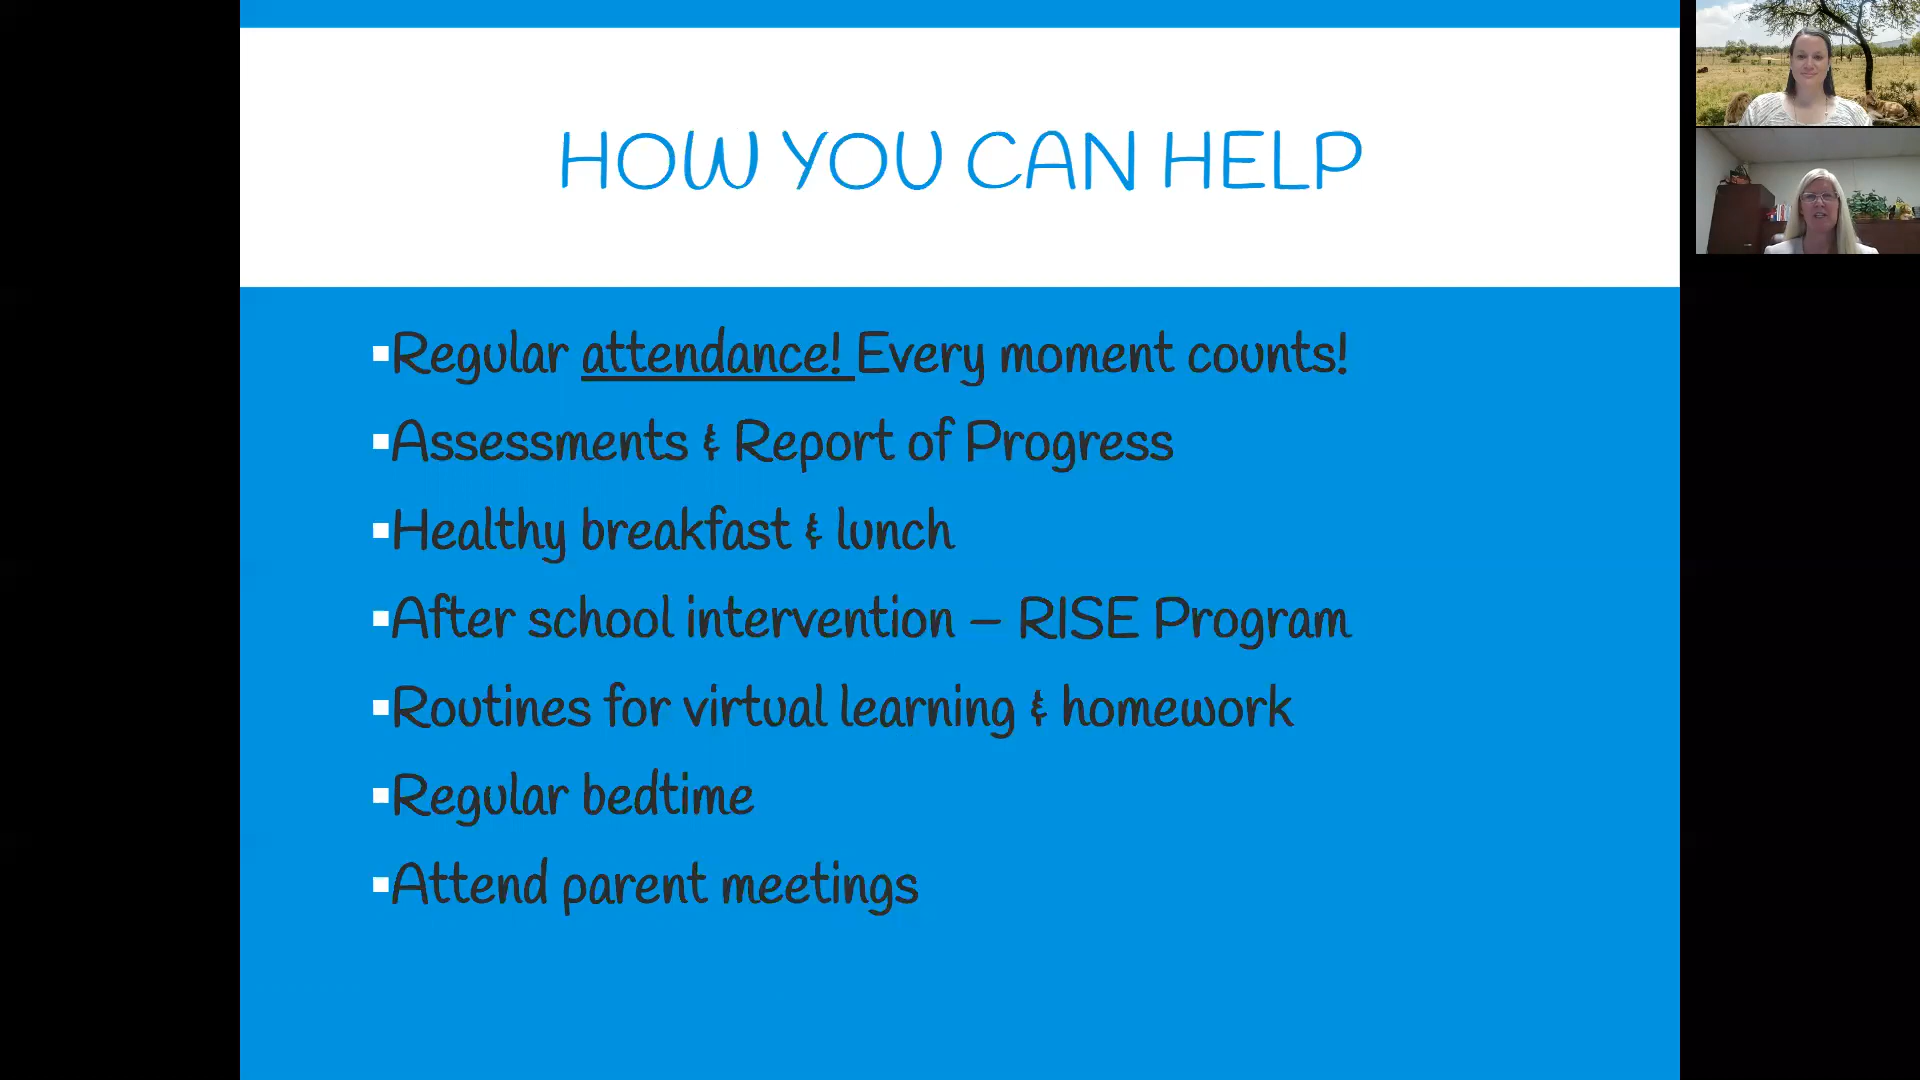 HOW YOU CAN HELP
▪Regular attendance! Every moment counts!
▪Assessments & Report of Progress
▪Healthy breakfast & lunch
▪After school intervention – RISE Program
▪Routines for virtual learning & homework
▪Regular bedtime
▪Attend parent meetings